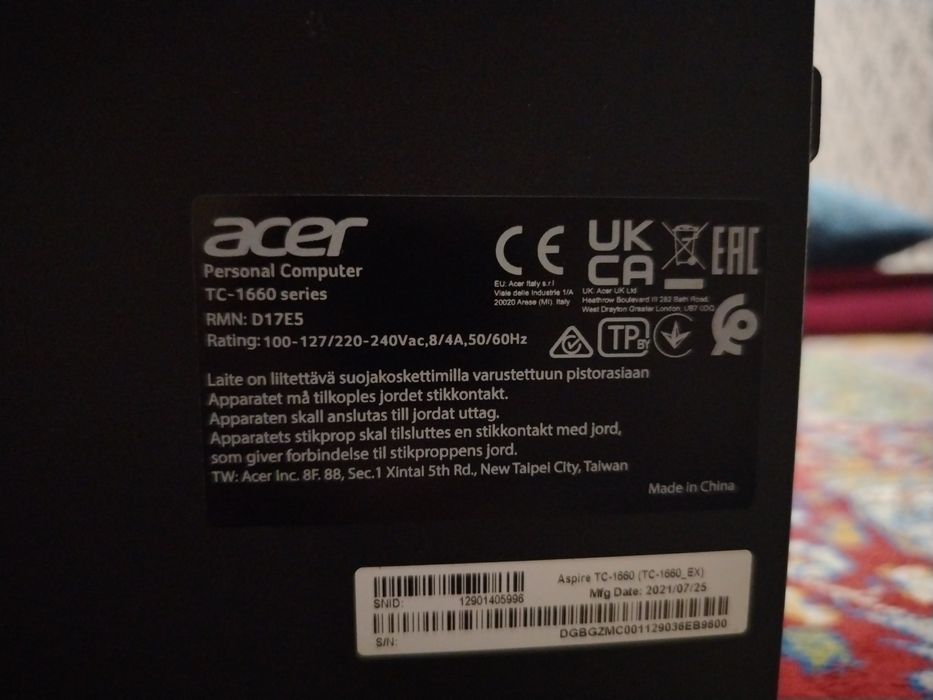 acer
Personal Computer
TC-1660 series
RMN: D17E5
Rating: 100-127/220-240Vac,8/4A,50/60Hz
CE
EU: Acer Italy s.r.l
Viale delle Industrie 1/A
20020 Arese (MI). Italy
UK
CA
UK. Acer UK Ltd
Heathrow Boulevard III 282 Bath Road,
West Drayton Greater London, UB7 0DQ
EAC
TP BY
Laite on liitettävä suojakoskettimilla varustettuun pistorasiaan
Apparatet må tilkoples jordet stikkontakt.
Apparaten skall anslutas till jordat uttag.
Apparatets stikprop skal tilsluttes en stikkontakt med jord,
som giver forbindelse til stikproppens jord.
TW: Acer Inc. 8F. 88, Sec.1 Xintal 5th Rd., New Taipei City, Taiwan
Made in China
Aspire TC-1660 (TC-1660_EX)
Mfg Date: 2021/07/25
SNID: 12901405996
S/N: DGBGZMC001129036EB9600